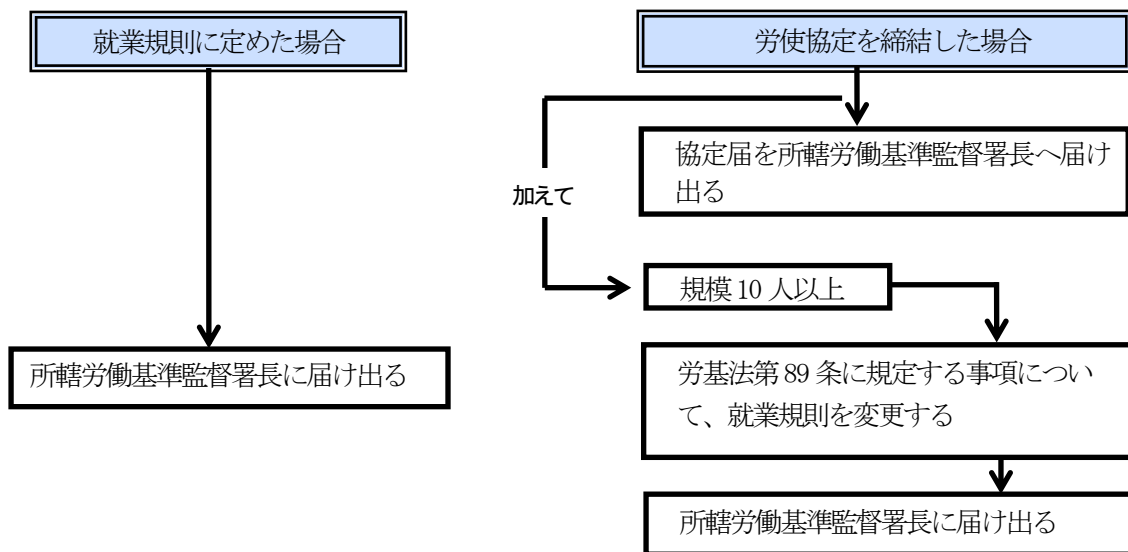 就業規則に定めた場合
所轄労働基準監督署長に届け出る
労使協定を締結した場合
協定届を所轄労働基準監督署長へ届け
出る
加えて
規模10人以上
労基法第89条に規定する事項につい
て、就業規則を変更する
所轄労働基準監督署長に届け出る